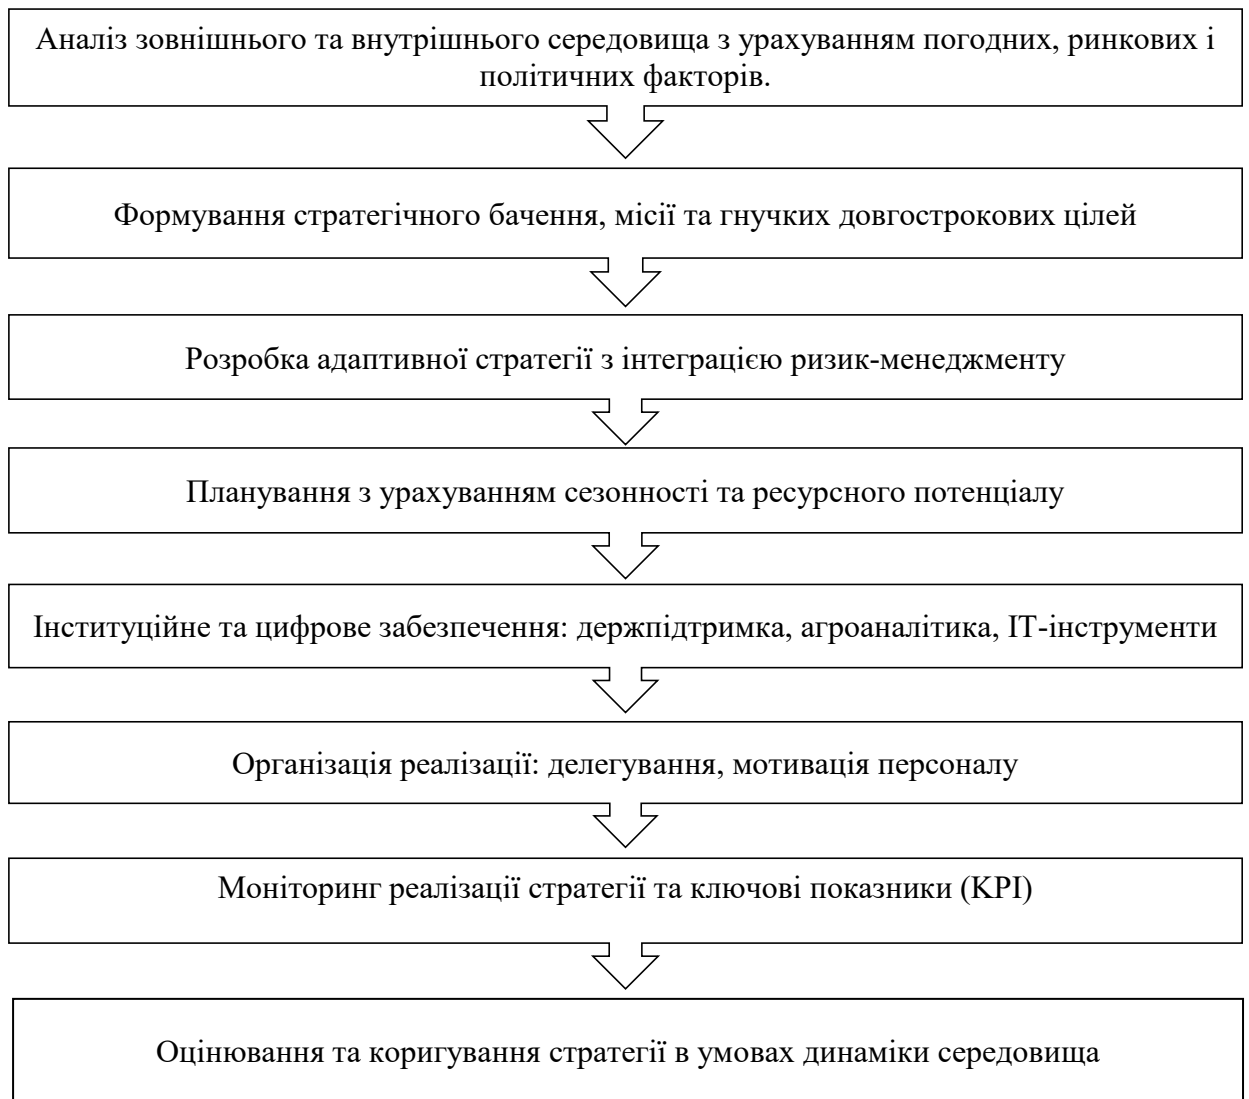 Аналіз зовнішнього та внутрішнього середовища з урахуванням погодних, ринкових і
політичних факторів.
Формування стратегічного бачення, місії та гнучких довгострокових цілей
Розробка адаптивної стратегії з інтеграцією ризик-менеджменту
Планування з урахуванням сезонності та ресурсного потенціалу
Інституційне та цифрове забезпечення: держпідтримка, агроаналітика, ІТ-інструменти
Організація реалізації: делегування, мотивація персоналу
Моніторинг реалізації стратегії та ключові показники (KPI)
Оцінювання та коригування стратегії в умовах динаміки середовища